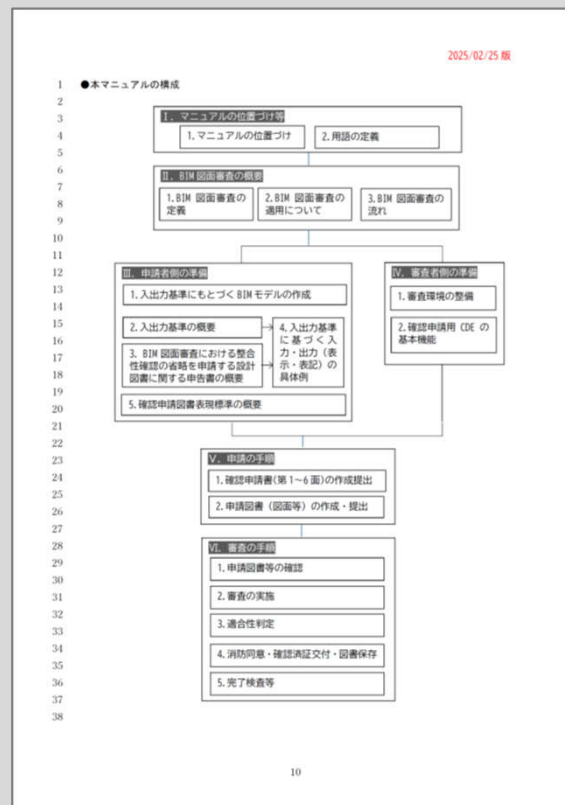 2025/02/25 版
1 ●本マニュアルの構成
2
3 Ⅰ. マニュアルの位置づけ等
4 1.マニュアルの位置づけ 2.用語の定義
5
6 Ⅱ. BIM 図面審査の概要
7
8 1.BIM 図面審査の定義 2.BIM 図面審査の適用について 3.BIM 図面審査の流れ
9
10
11
12 Ⅲ. 申請者側の準備 Ⅳ. 審査者側の準備
13 1.入出力基準にもとづくBIMモデルの作成 1.審査環境の整備
14
15 2.入出力基準の概要 4.入出力基準に基づく入力・出力（表示・表記）の具体例 2.確認申請用 CDE の基本機能
16
17 3. BIM 図面審査における整合性確認の省略を申請する設計図書に関する申告書の概要
18
19
20 5.確認申請図書表現標準の概要
21
22
23 Ⅴ. 申請の手順
24 1.確認申請書(第1～6面)の作成提出
25
26 2.申請図書（図面等）の作成・提出
27
28 Ⅵ. 審査の手順
29 1.申請図書等の確認
30
31 2.審査の実施
32
33 3.適合性判定
34 4.消防同意・確認済証交付・図書保存
35
36 5.完了検査等
37
38
10